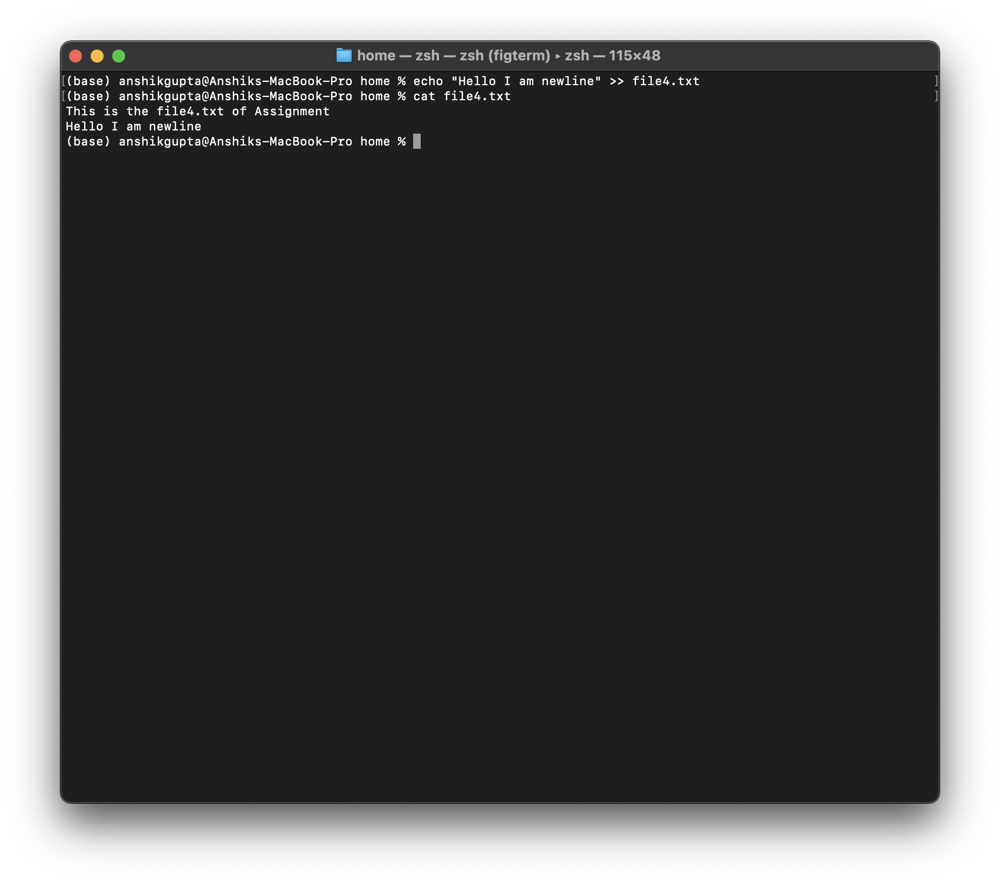 home — zsh — zsh (figterm) ▸ zsh — 115×48
[(base) anshikgupta@Anshiks-MacBook-Pro home % echo "Hello I am newline" >> file4.txt ]
[(base) anshikgupta@Anshiks-MacBook-Pro home % cat file4.txt ]
This is the file4.txt of Assignment
Hello I am newline
(base) anshikgupta@Anshiks-MacBook-Pro home %